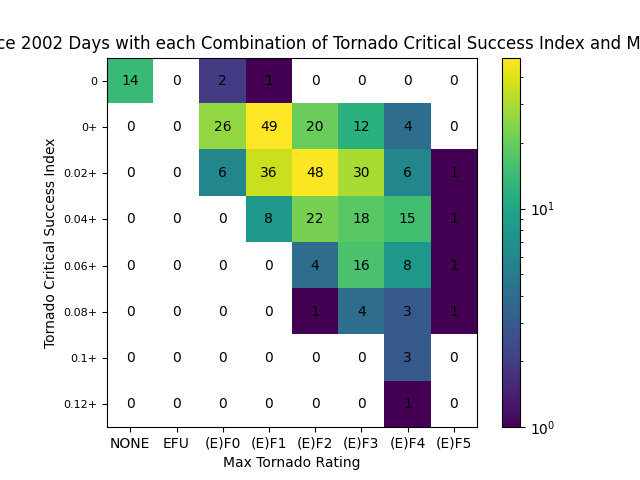 ce 2002 Days with each Combination of Tornado Critical Success Index and M
Tornado Critical Success Index
0 14 0 2 1 0 0 0 0
0+ 0 0 26 49 20 12 4 0
0.02+ 0 0 6 36 48 30 6 1
0.04+ 0 0 0 8 22 18 15 1
0.06+ 0 0 0 0 4 16 8 1
0.08+ 0 0 0 0 1 4 3 1
0.1+ 0 0 0 0 0 0 3 0
0.12+ 0 0 0 0 0 0 1 0
NONE EFU (E)F0 (E)F1 (E)F2 (E)F3 (E)F4 (E)F5
Max Tornado Rating
10¹
10⁰